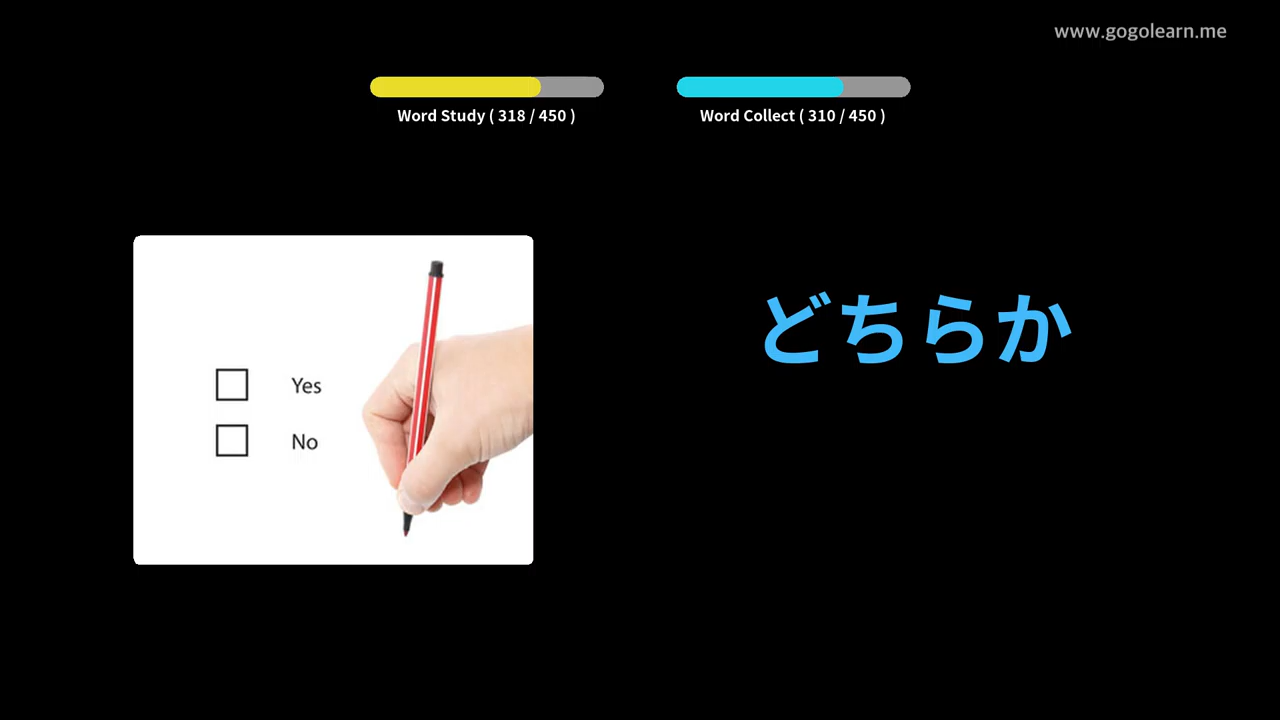 www.gogolearn.me
Word Study ( 318 / 450 )
Word Collect ( 310 / 450 )
Yes
No
どちらか